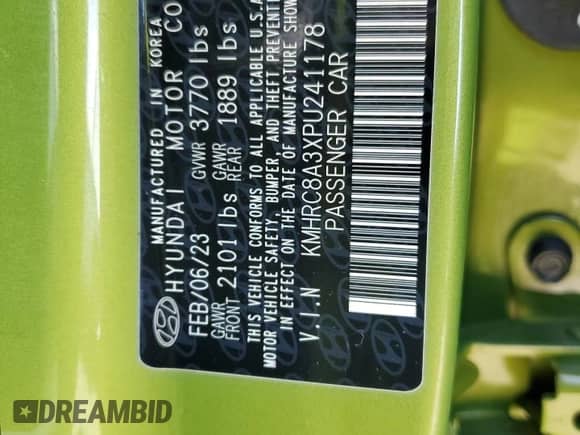 MANUFACTURED IN KOREA
HYUNDAI MOTOR CO
FEB/06/23 GVWR 3770 lbs
GAWR FRONT 2101 lbs GAWR REAR 1889 lbs
THIS VEHICLE CONFORMS TO ALL APPLICABLE U.S.A
MOTOR VEHICLE SAFETY, BUMPER, AND THEFT PREVENTI
IN EFFECT ON THE DATE OF MANUFACTURE SHOW
V.I.N KMHRC8A3XPU241178
PASSENGER CAR
DREAMBID